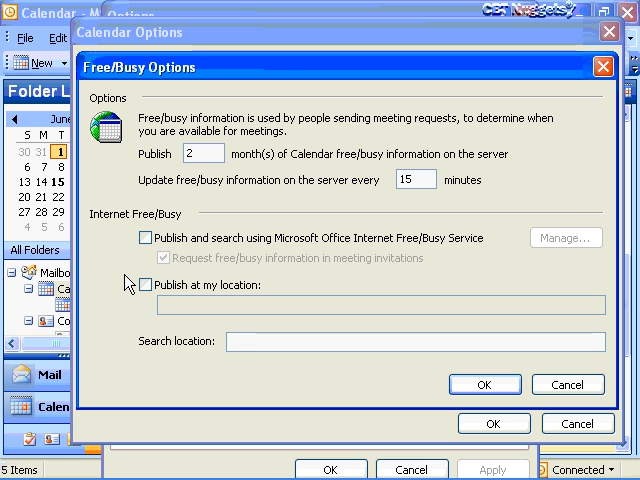 Calendar - M
Options
CBT Nuggets
Calendar Options
File Edit
New
Free/Busy Options
Folder L
Options
June
S M T
30 31 1
6 7 8
13 14 15
20 21 22
27 28 29
4 5 6
Free/busy information is used by people sending meeting requests, to determine when
you are available for meetings.
Publish 2 month(s) of Calendar free/busy information on the server
Update free/busy information on the server every 15 minutes
Internet Free/Busy
Publish and search using Microsoft Office Internet Free/Busy Service
Manage...
Request free/busy information in meeting invitations
Publish at my location:
Search location:
All Folders
Mailbo
Ca
Co
Mail
Calen
OK Cancel
OK Cancel
OK Cancel Apply
5 Items
Connected